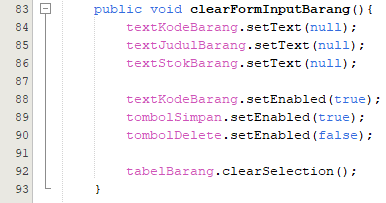 83 public void clearFormInputBarang(){
84 textKodeBarang.setText(null);
85 textJudulBarang.setText(null);
86 textStokBarang.setText(null);
87
88 textKodeBarang.setEnabled(true);
89 tombolSimpan.setEnabled(true);
90 tombolDelete.setEnabled(false);
91
92 tabelBarang.clearSelection();
93 }